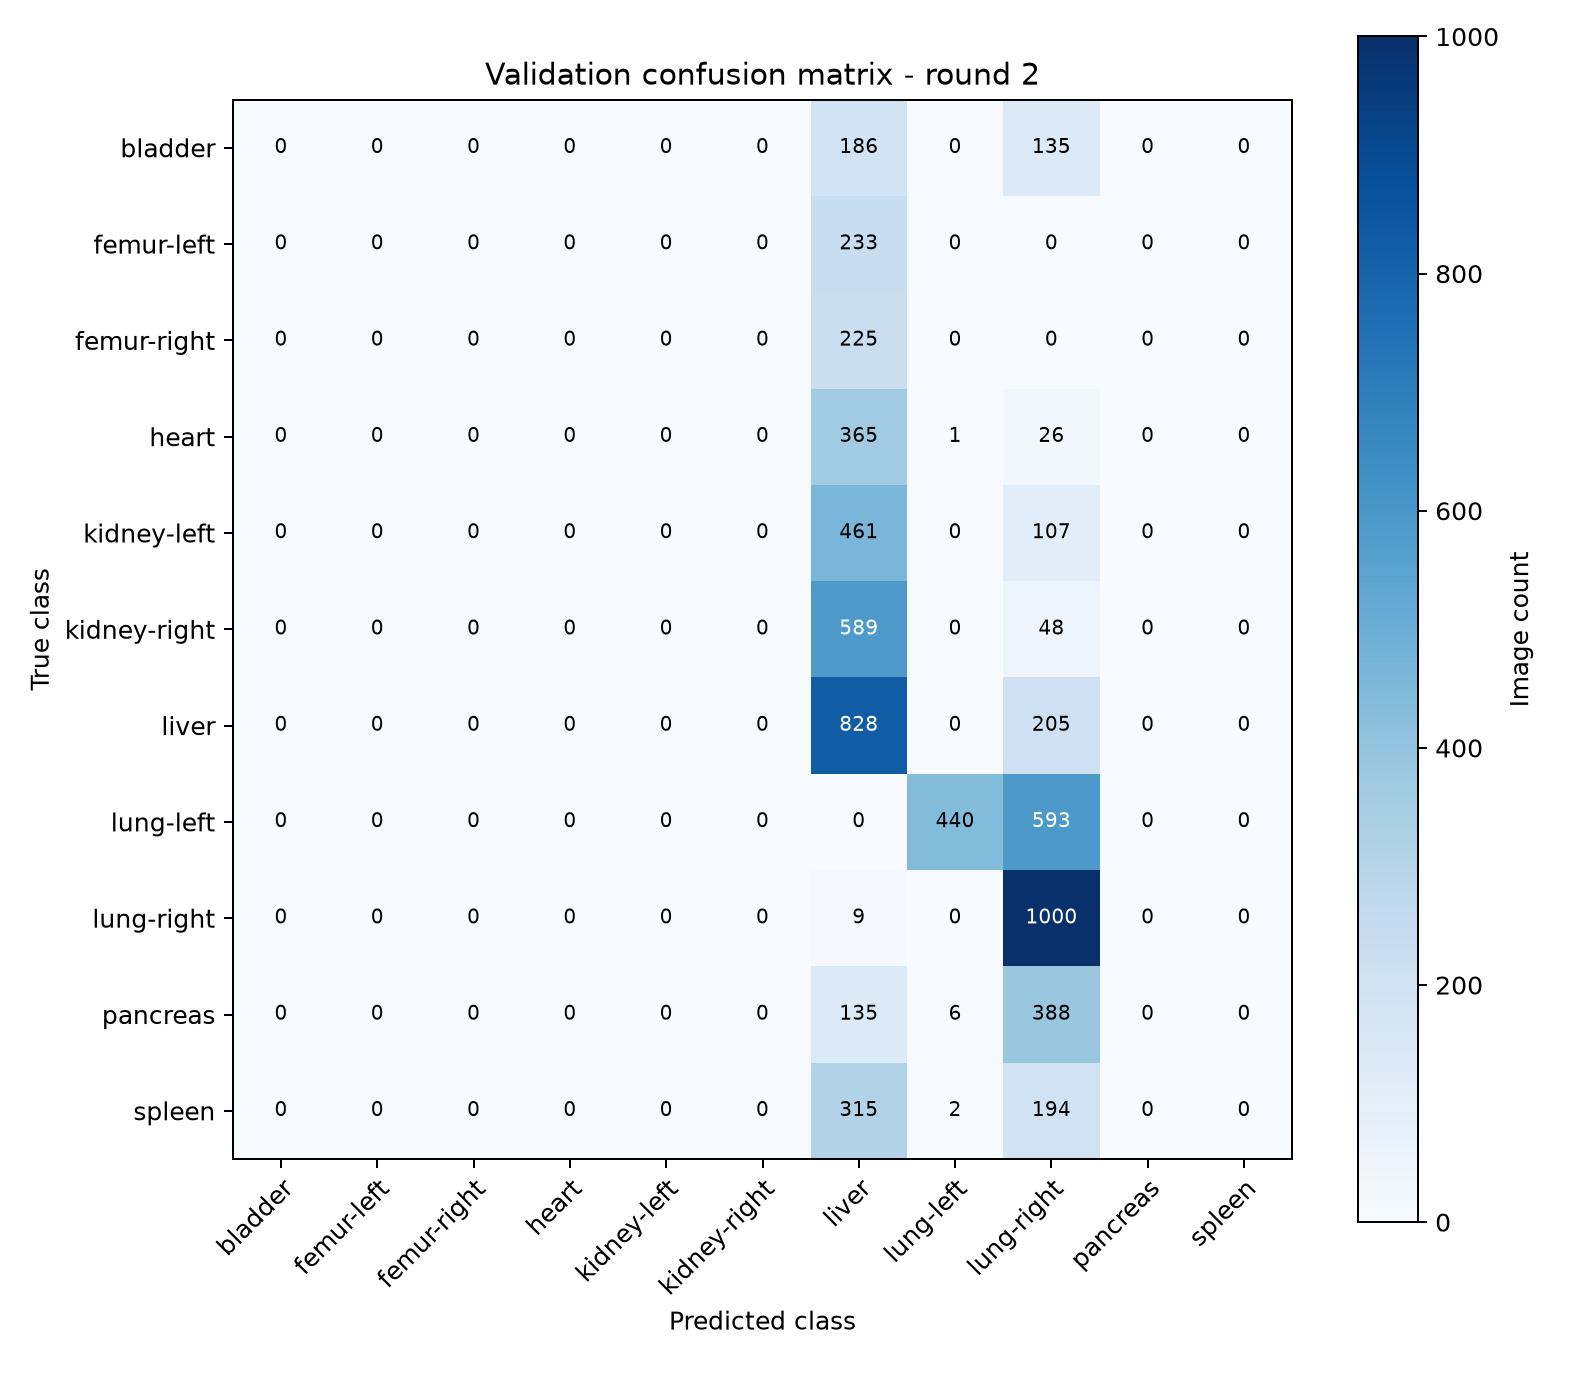 Validation confusion matrix - round 2
bladder 0 0 0 0 0 0 186 0 135 0 0
femur-left 0 0 0 0 0 0 233 0 0 0 0
femur-right 0 0 0 0 0 0 225 0 0 0 0
heart 0 0 0 0 0 0 365 1 26 0 0
kidney-left 0 0 0 0 0 0 461 0 107 0 0
kidney-right 0 0 0 0 0 0 589 0 48 0 0
liver 0 0 0 0 0 0 828 0 205 0 0
lung-left 0 0 0 0 0 0 0 440 593 0 0
lung-right 0 0 0 0 0 0 9 0 1000 0 0
pancreas 0 0 0 0 0 0 135 6 388 0 0
spleen 0 0 0 0 0 0 315 2 194 0 0
True class
bladder femur-left femur-right heart kidney-left kidney-right liver lung-left lung-right pancreas spleen
Predicted class
1000
800
600
400
200
0
Image count